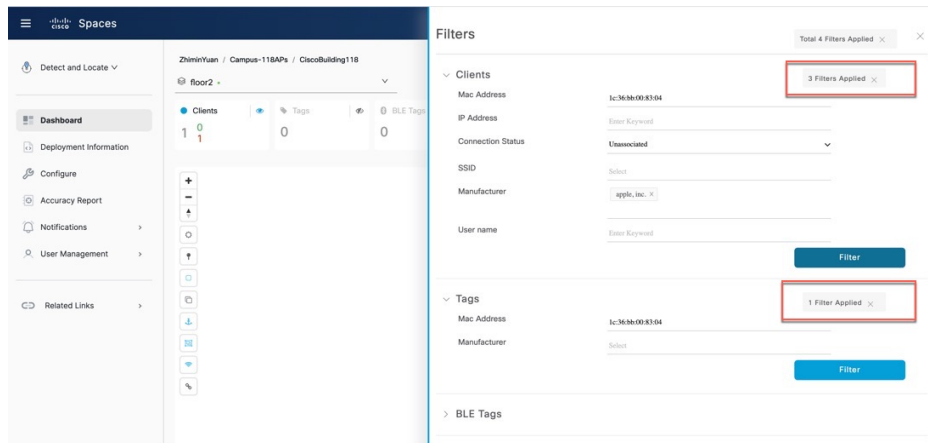 cisco Spaces
Detect and Locate
Dashboard
Deployment Information
Configure
Accuracy Report
Notifications
User Management
Related Links
ZhiminYuan / Campus-118APs / CiscoBuilding118
floor2
Clients
1 0 1
Tags
0
BLE Tags
0
Filters
Total 4 Filters Applied ×
Clients
3 Filters Applied ×
Mac Address 1c:36:bb:00:83:04
IP Address Enter Keyword
Connection Status Unassociated
SSID Select
Manufacturer apple, inc. ×
User name Enter Keyword
Filter
Tags
1 Filter Applied ×
Mac Address 1c:36:bb:00:83:04
Manufacturer Select
Filter
BLE Tags